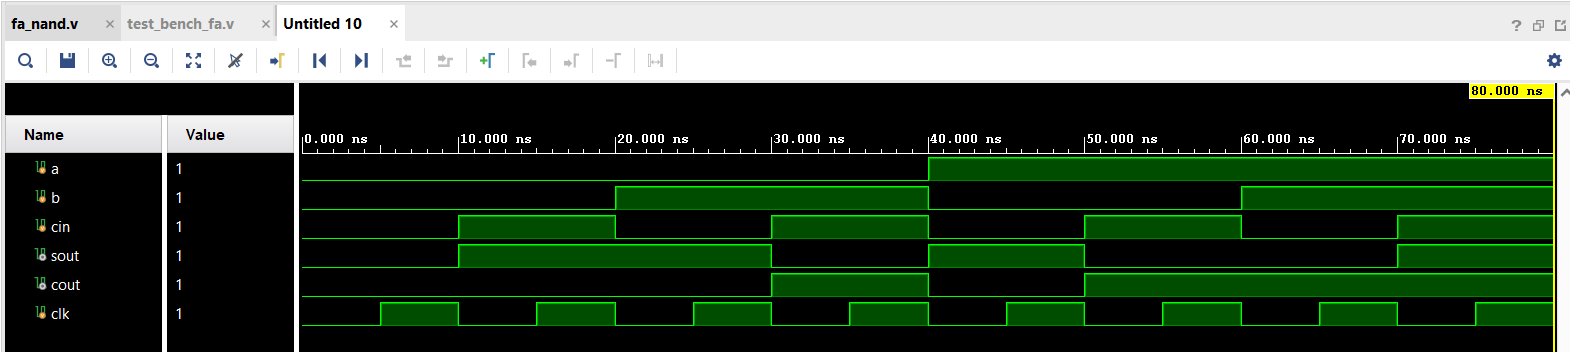 fa_nand.v × test_bench_fa.v × Untitled 10 ×
?
80.000 ns
Name Value
0.000 ns 10.000 ns 20.000 ns 30.000 ns 40.000 ns 50.000 ns 60.000 ns 70.000 ns
a 1
b 1
cin 1
sout 1
cout 1
clk 1